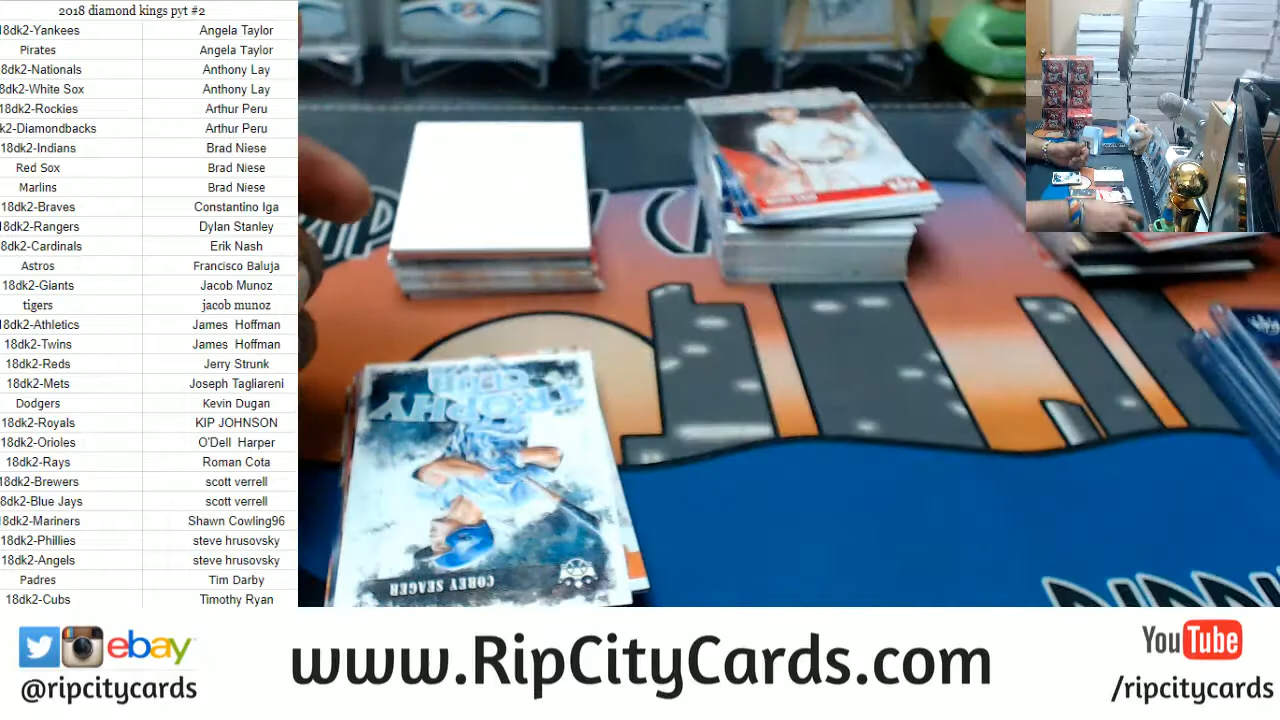 2018 diamond kings pyt #2
18dk2-Yankees Angela Taylor
Pirates Angela Taylor
8dk2-Nationals Anthony Lay
8dk2-White Sox Anthony Lay
8dk2-Rockies Arthur Peru
k2-Diamondbacks Arthur Peru
18dk2-Indians Brad Niese
Red Sox Brad Niese
Marlins Brad Niese
18dk2-Braves Constantino Iga
8dk2-Rangers Dylan Stanley
8dk2-Cardinals Erik Nash
Astros Francisco Baluja
18dk2-Giants Jacob Munoz
tigers jacob munoz
8dk2-Athletics James Hoffman
18dk2-Twins James Hoffman
18dk2-Reds Jerry Strunk
18dk2-Mets Joseph Tagliareni
Dodgers Kevin Dugan
18dk2-Royals KIP JOHNSON
8dk2-Orioles O'Dell Harper
18dk2-Rays Roman Cota
8dk2-Brewers scott verrell
8dk2-Blue Jays scott verrell
8dk2-Mariners Shawn Cowling96
18dk2-Phillies steve hrusovsky
18dk2-Angels steve hrusovsky
Padres Tim Darby
18dk2-Cubs Timothy Ryan
TROPHY
CLUB
COREY SEAGER
ebay
@ripcitycards
www.RipCityCards.com
YouTube
/ripcitycards